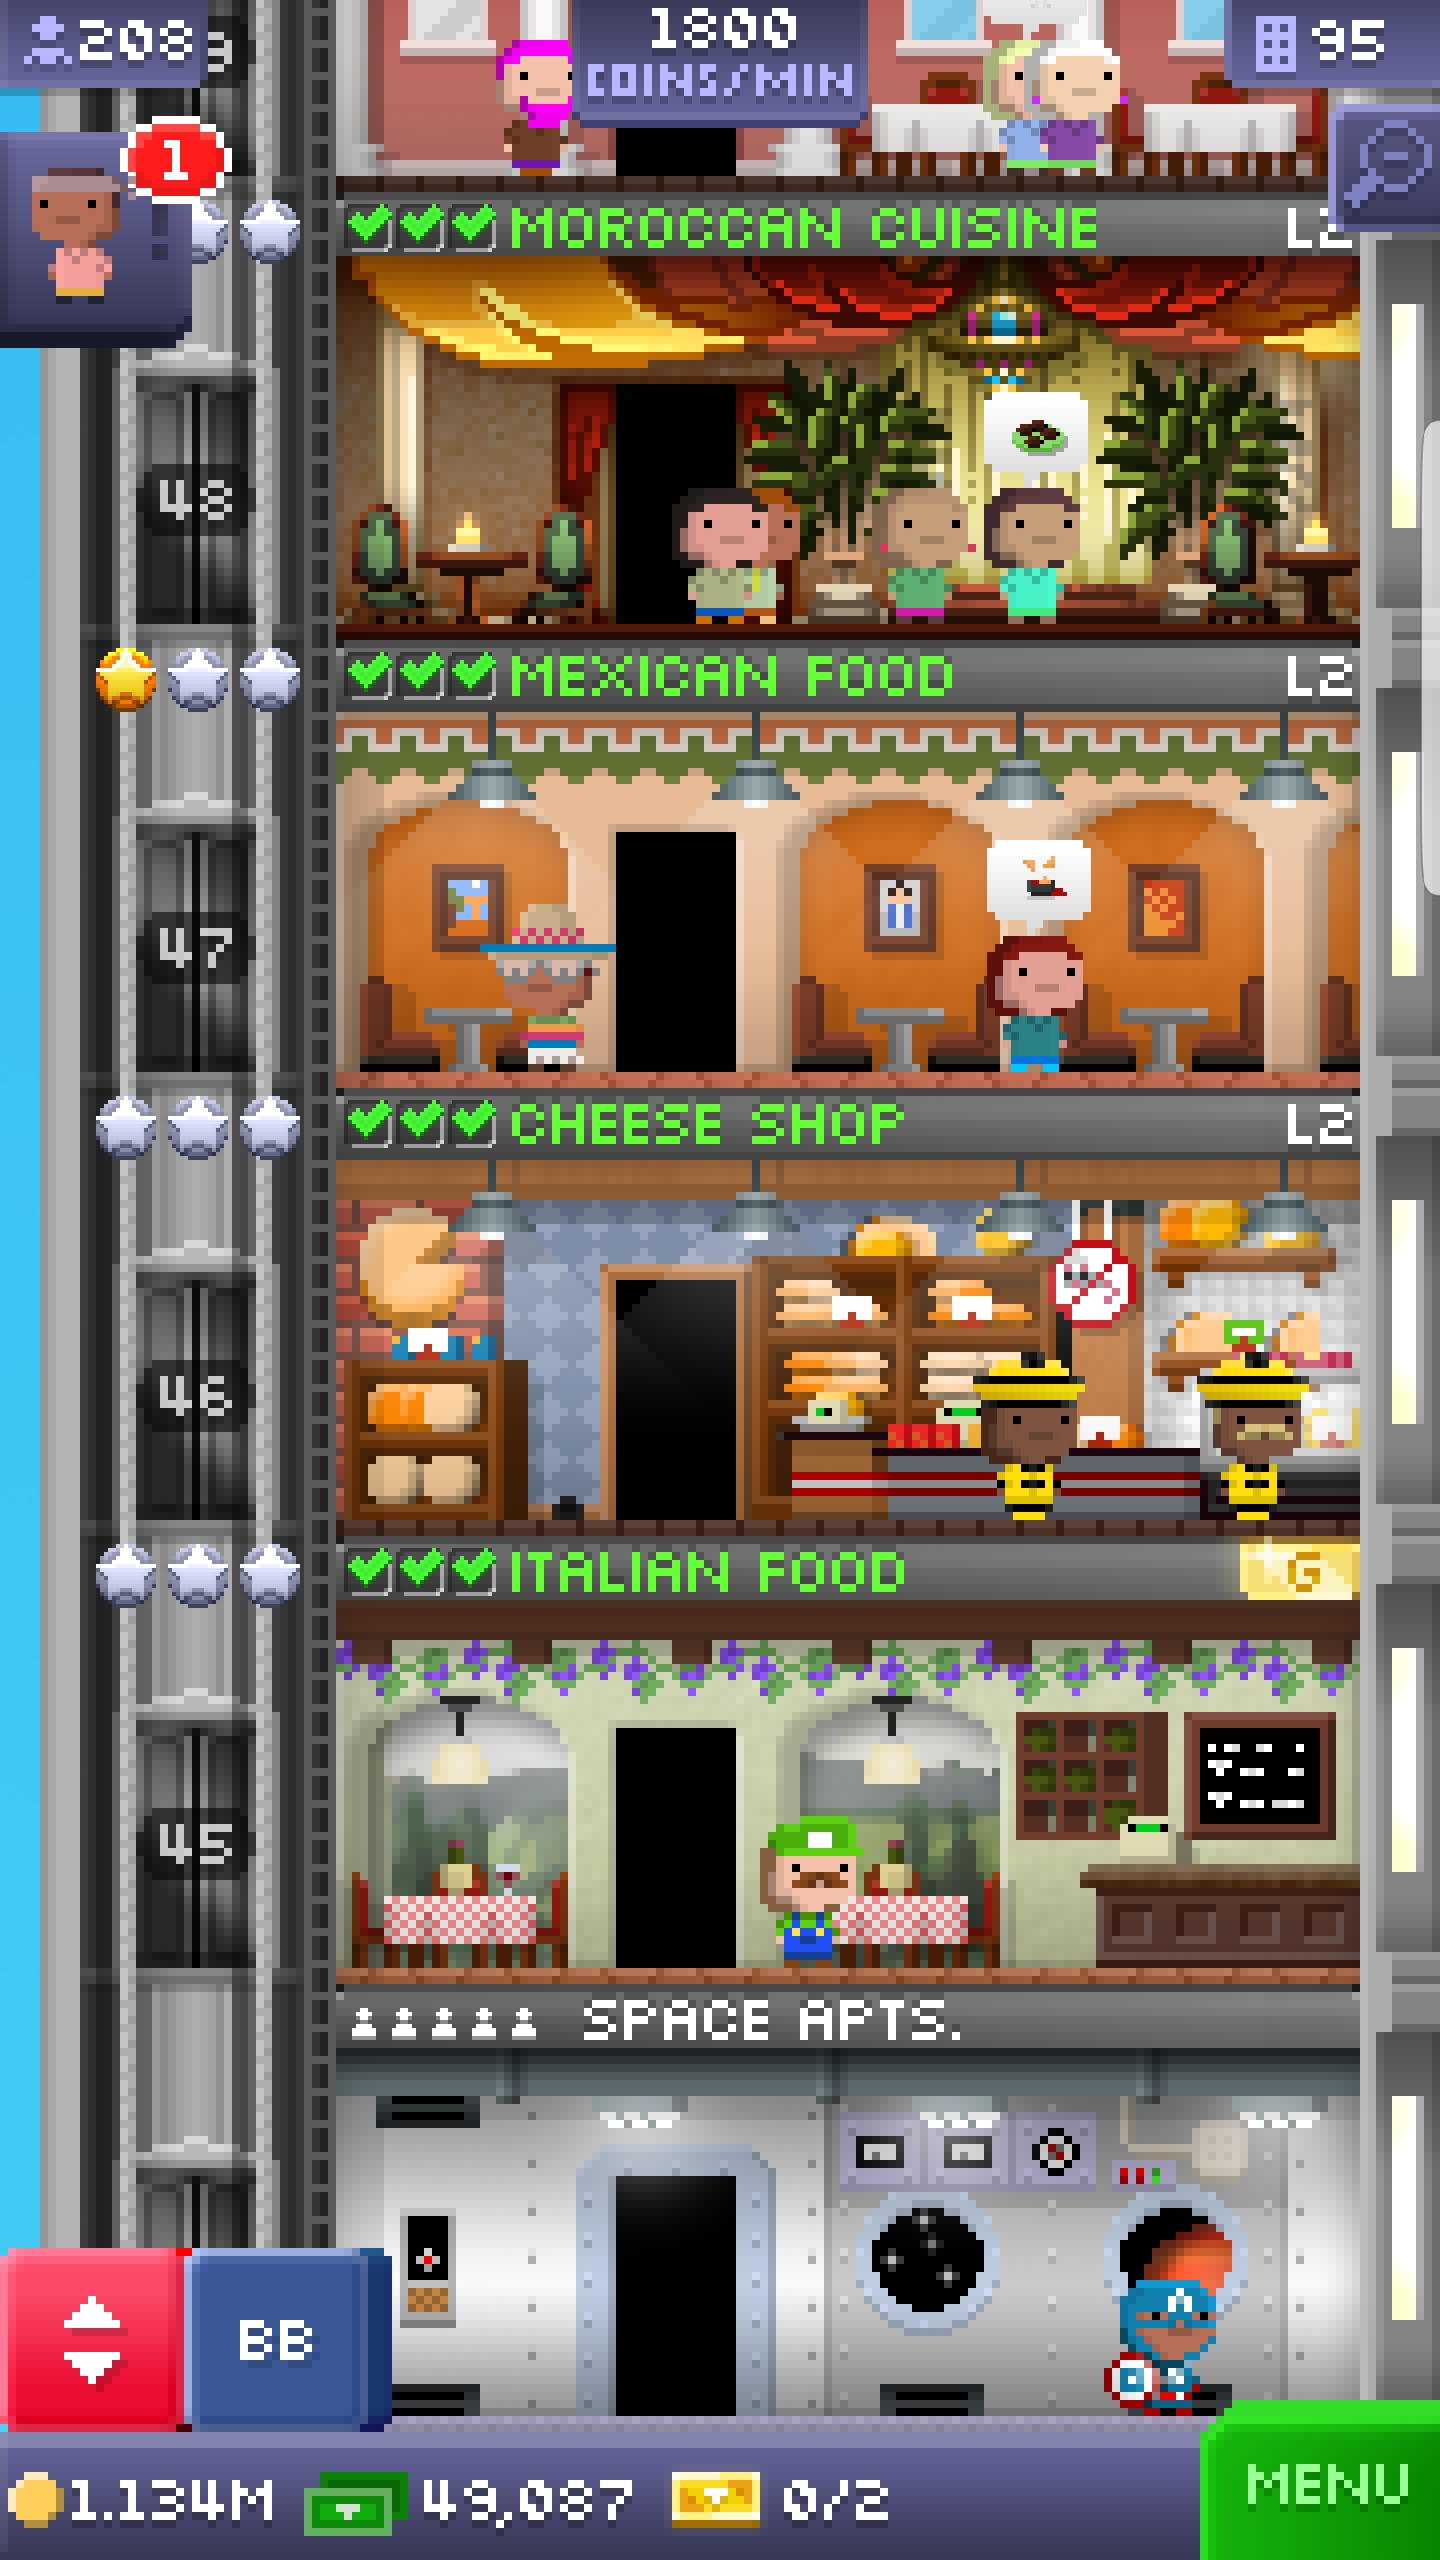 208
1800
COINS/MIN
95
1
MOROCCAN CUISINE L2
48
MEXICAN FOOD L2
47
CHEESE SHOP L2
46
ITALIAN FOOD G
45
SPACE APTS.
BB
1.134M 49,087 0/2
MENU